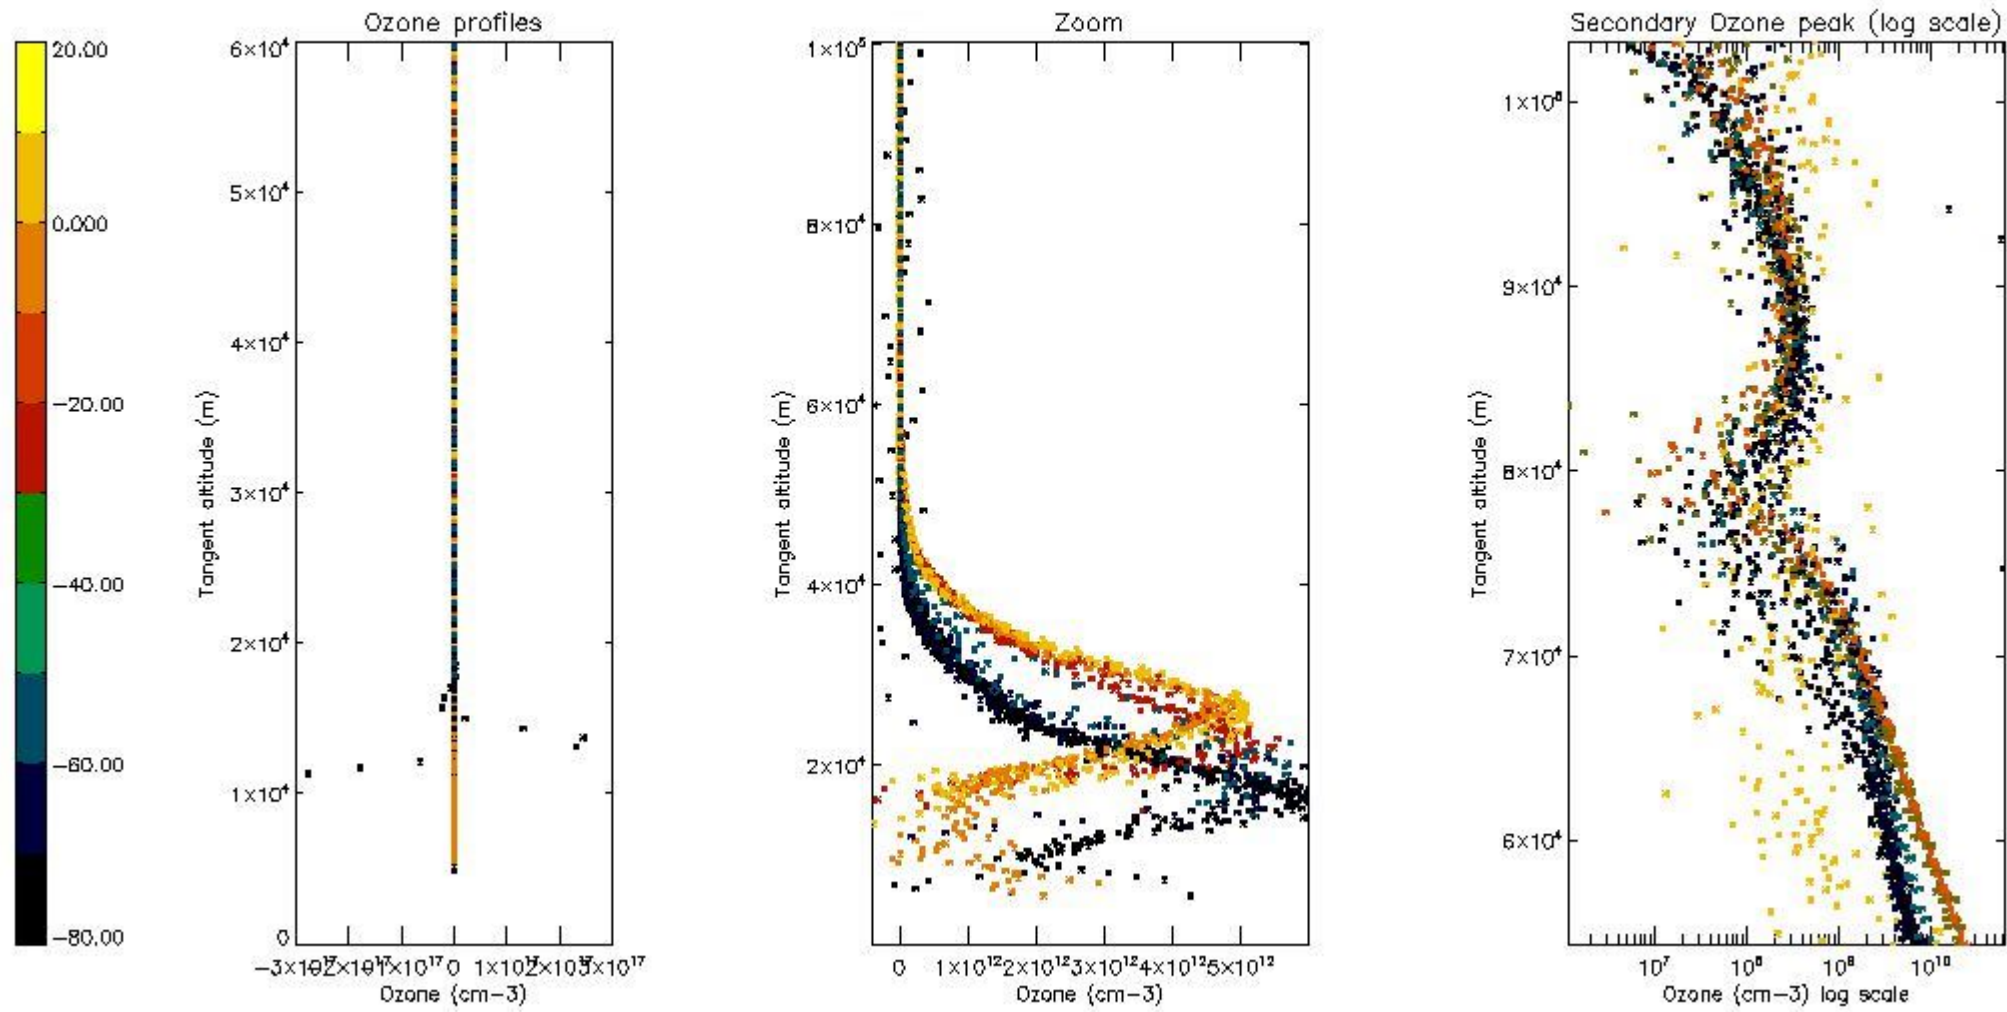 Ozone profiles
Zoom
Secondary Ozone peak (log scale)
20.00
0.000
−20.00
−40.00
−60.00
−80.00
6×10⁴
5×10⁴
4×10⁴
3×10⁴
2×10⁴
1×10⁴
0
Tangent altitude (m)
0 1×10¹⁷ 3×10¹⁷
Ozone (cm−3)
1×10⁵
8×10⁴
6×10⁴
4×10⁴
2×10⁴
Tangent altitude (m)
0 1×10¹² 2×10¹² 3×10¹² 4×10¹² 5×10¹²
Ozone (cm−3)
9×10⁴
8×10⁴
7×10⁴
6×10⁴
Tangent altitude (m)
10⁷ 10⁸ 10⁹ 10¹⁰
Ozone (cm−3) log scale